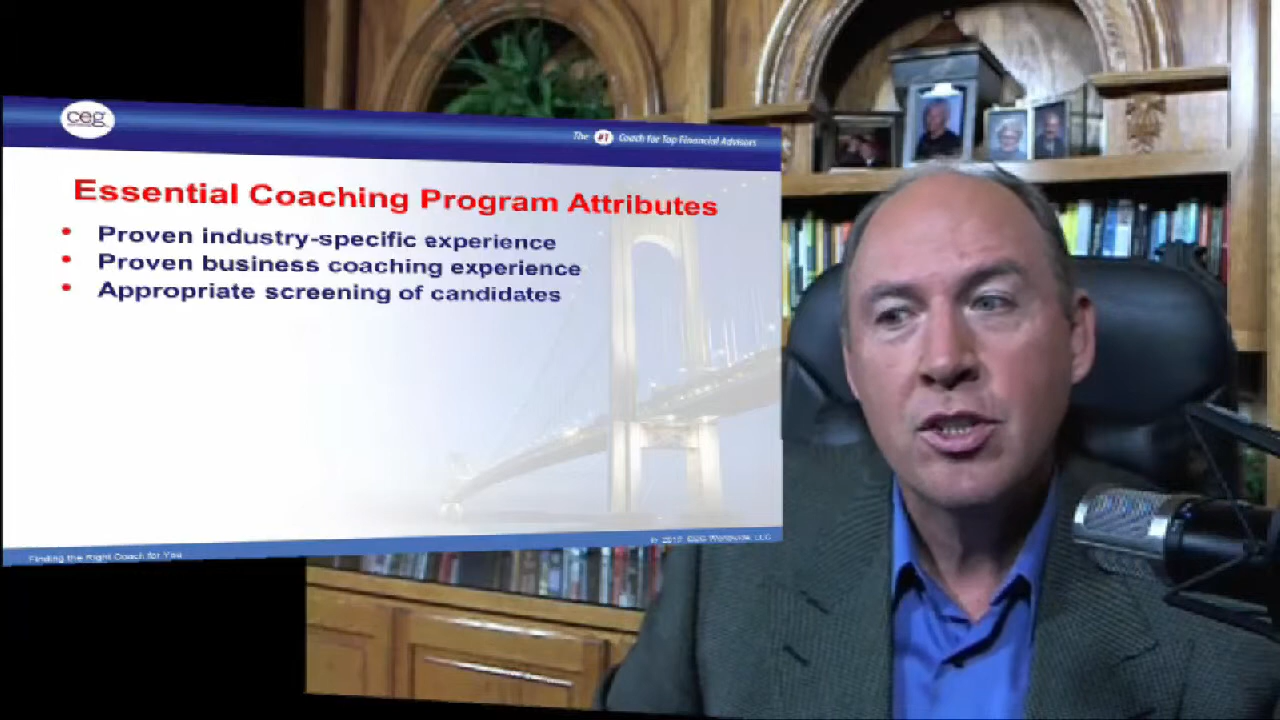 ceg
The #1 Coach for Top Financial Advisors
Essential Coaching Program Attributes
• Proven industry-specific experience
• Proven business coaching experience
• Appropriate screening of candidates
Finding the Right Coach for You
CEG Worldwide, LLC